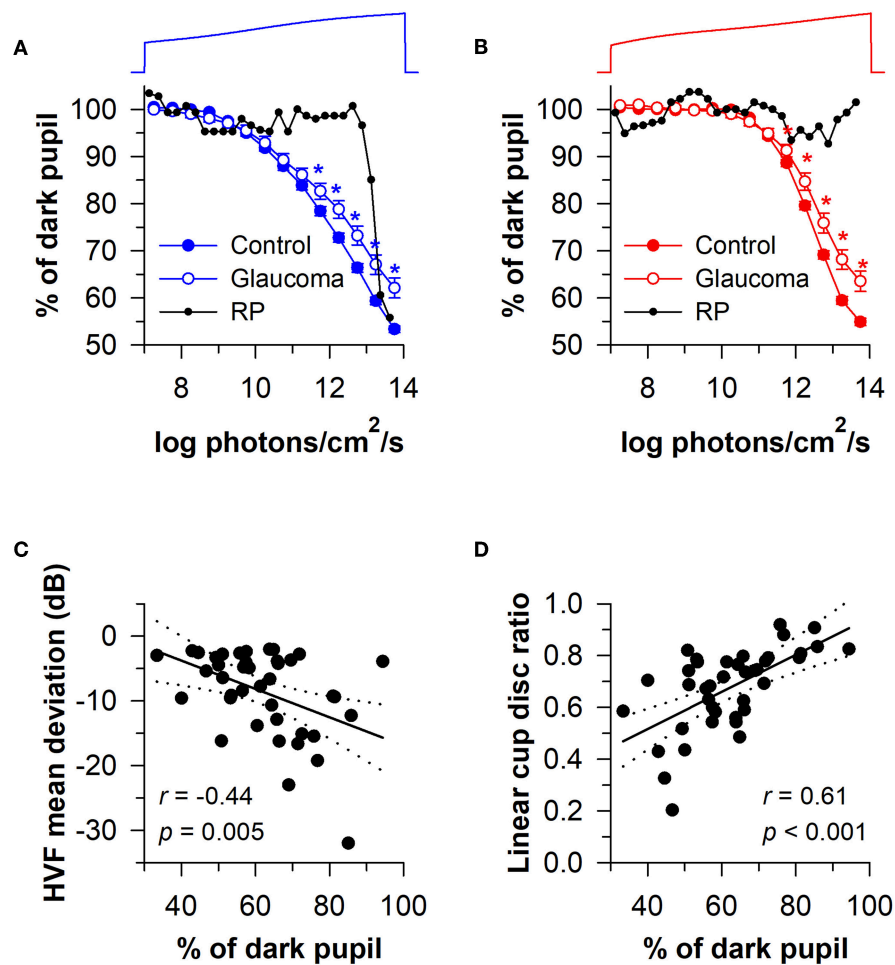 A
% of dark pupil
100
90
80
70
60
50
* * * * *
Control
Glaucoma
RP
8 10 12 14
log photons/cm²/s
B
% of dark pupil
100
90
80
70
60
50
* * * * *
Control
Glaucoma
RP
8 10 12 14
log photons/cm²/s
C
HVF mean deviation (dB)
0
-10
-20
-30
r = -0.44
p = 0.005
40 60 80 100
% of dark pupil
D
Linear cup disc ratio
1.0
0.8
0.6
0.4
0.2
0.0
r = 0.61
p < 0.001
40 60 80 100
% of dark pupil